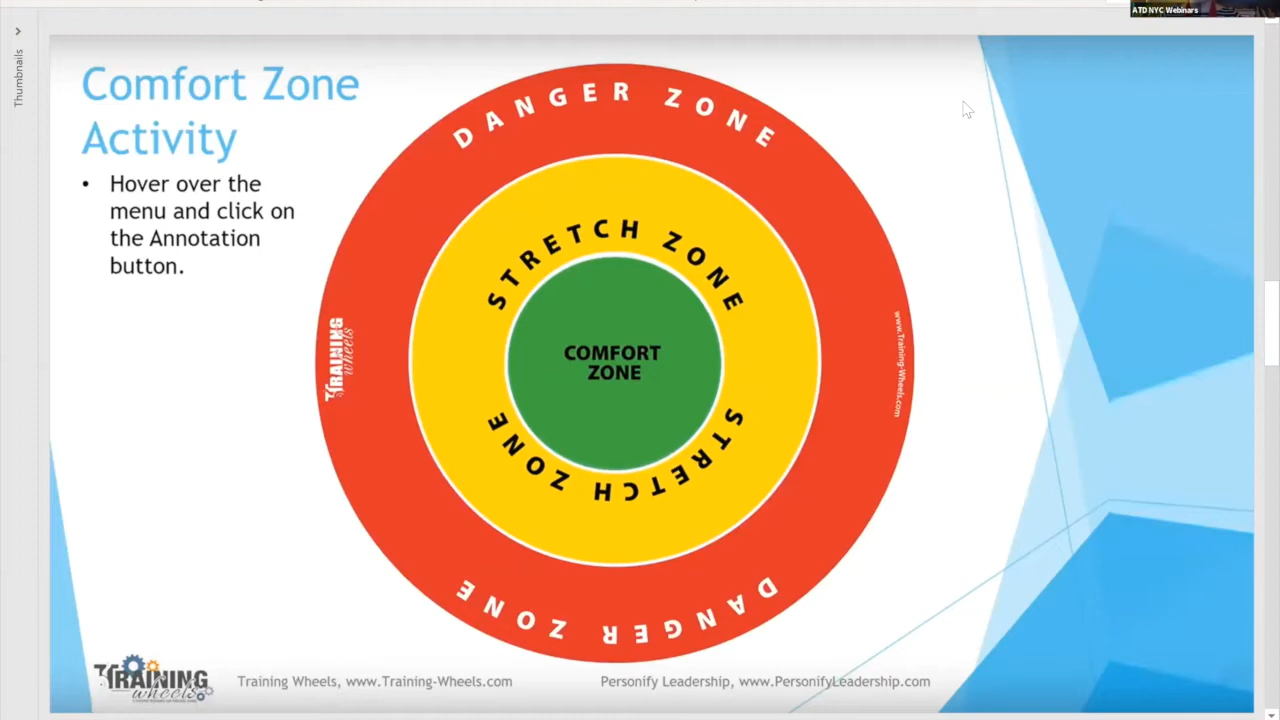 ATD NYC Webinars
Thumbnails
Comfort Zone
Activity
• Hover over the
menu and click on
the Annotation
button.
DANGER ZONE
STRETCH ZONE
COMFORT
ZONE
STRETCH ZONE
DANGER ZONE
TRAINING
wheels
www.Training-Wheels.com
TRAINING
wheels
Training Wheels, www.Training-Wheels.com
Personify Leadership, www.PersonifyLeadership.com